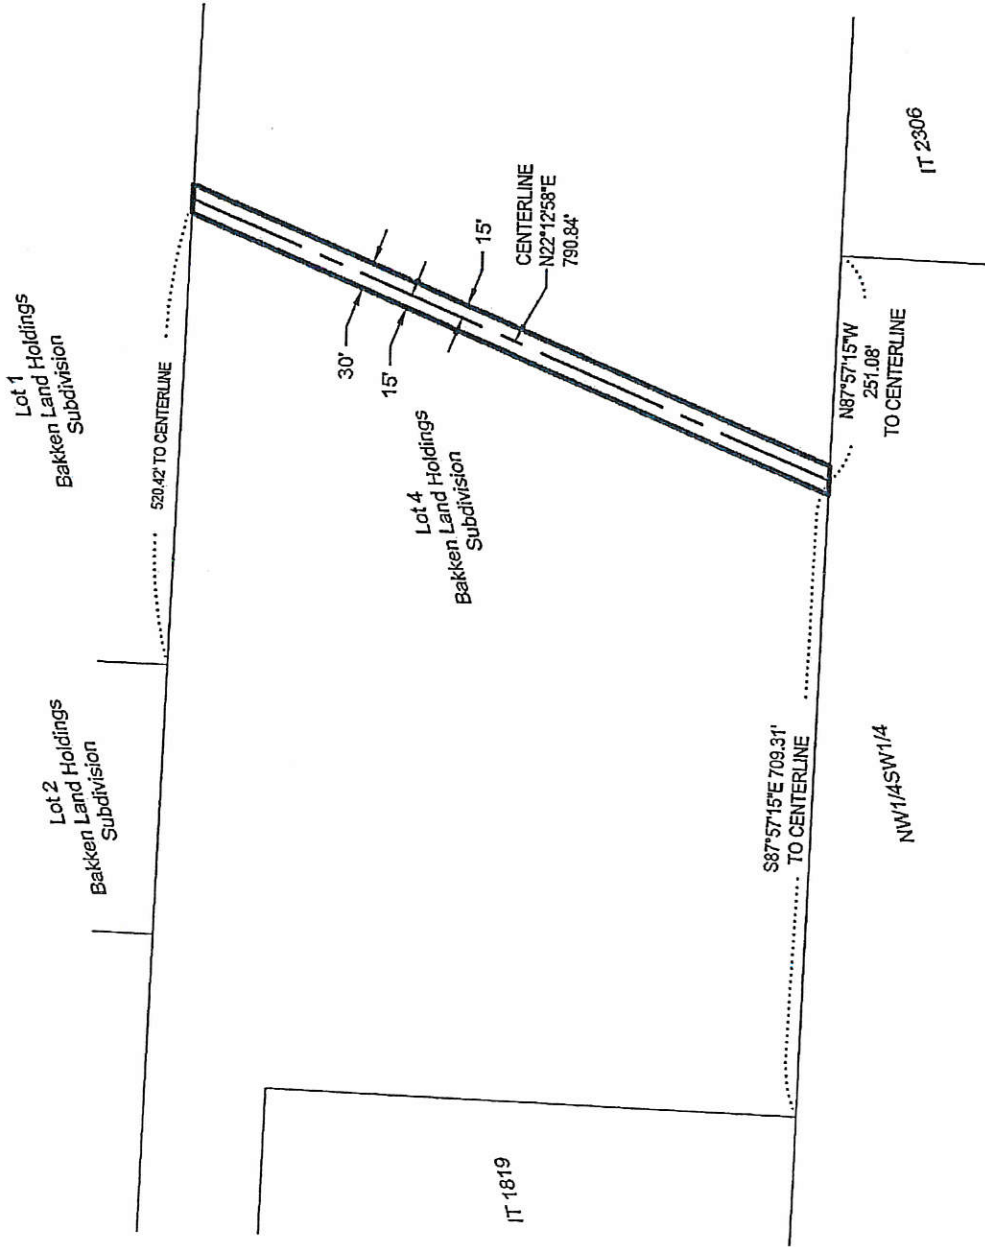 Lot 1
Bakken Land Holdings
Subdivision
520.42' TO CENTERLINE
Lot 2
Bakken Land Holdings
Subdivision
30'
15'
15'
CENTERLINE
N22°12'58"E
790.84'
Lot 4
Bakken Land Holdings
Subdivision
IT 2306
N87°57'15"W
251.08'
TO CENTERLINE
S87°57'15"E 709.31'
TO CENTERLINE
NW1/4SW1/4
IT 1819